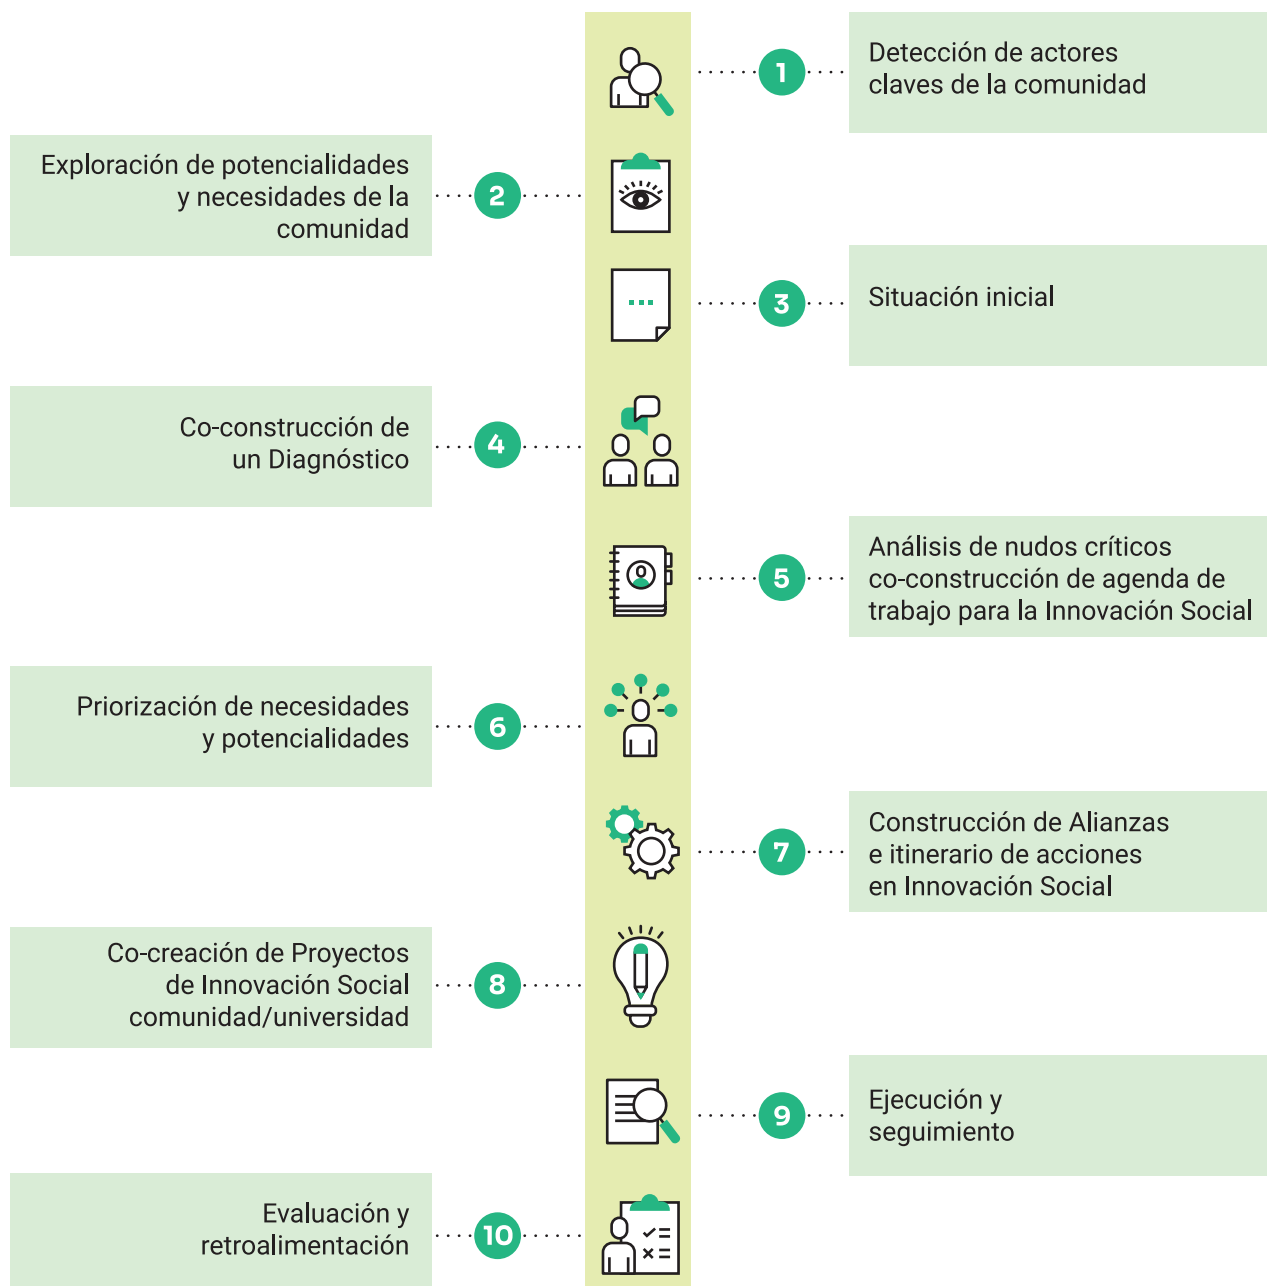 1
Detección de actores
claves de la comunidad
Exploración de potencialidades
y necesidades de la
comunidad
2
3
Situación inicial
Co-construcción de
un Diagnóstico
4
5
Análisis de nudos críticos
co-construcción de agenda de
trabajo para la Innovación Social
Priorización de necesidades
y potencialidades
6
7
Construcción de Alianzas
e itinerario de acciones
en Innovación Social
Co-creación de Proyectos
de Innovación Social
comunidad/universidad
8
9
Ejecución y
seguimiento
Evaluación y
retroalimentación
10